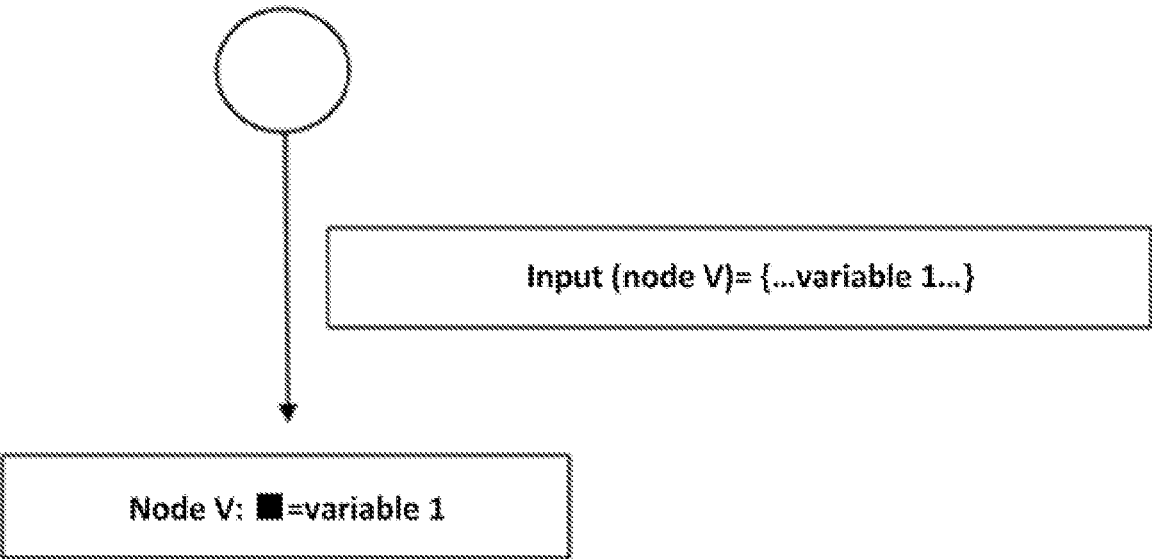 Input (node V)= {...variable 1...}
Node V: ■=variable 1